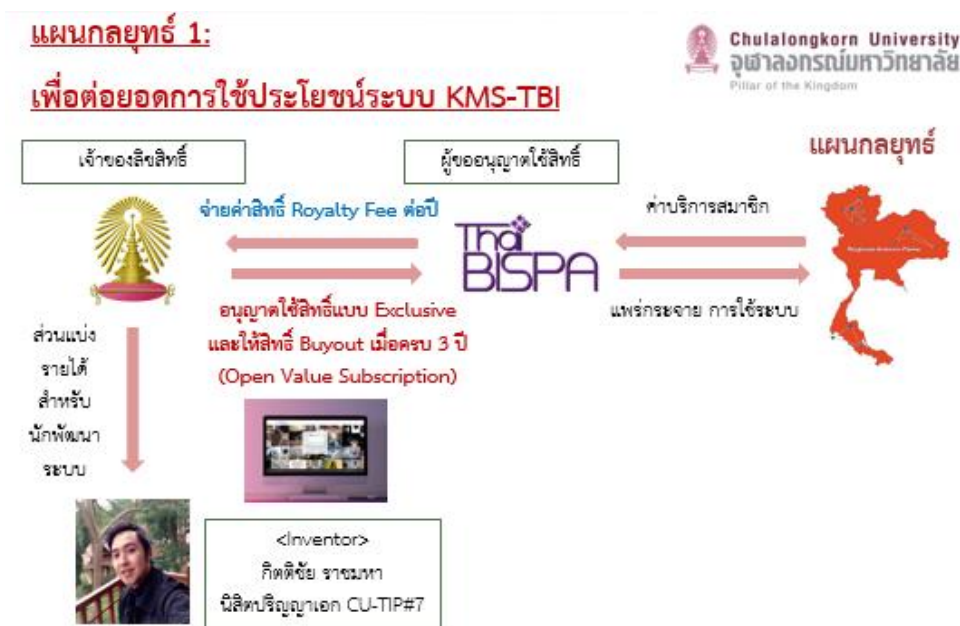 แผนกลยุทธ์ 1:
เพื่อต่อยอดการใช้ประโยชน์ระบบ KMS-TBI
Chulalongkorn University
จุฬาลงกรณ์มหาวิทยาลัย
Pillar of the Kingdom
แผนกลยุทธ์
เจ้าของลิขสิทธิ์
ผู้ขออนุญาตใช้สิทธิ์
จ่ายค่าสิทธิ์ Royalty Fee ต่อปี
ค่าบริการสมาชิก
Thai
BISPA
อนุญาตใช้สิทธิ์แบบ Exclusive
และให้สิทธิ์ Buyout เมื่อครบ 3 ปี
(Open Value Subscription)
แพร่กระจาย การใช้ระบบ
ส่วนแบ่ง
รายได้
สำหรับ
นักพัฒนา
ระบบ
<Inventor>
กิตติชัย ราชมหา
นิสิตปริญญาเอก CU-TIP#7